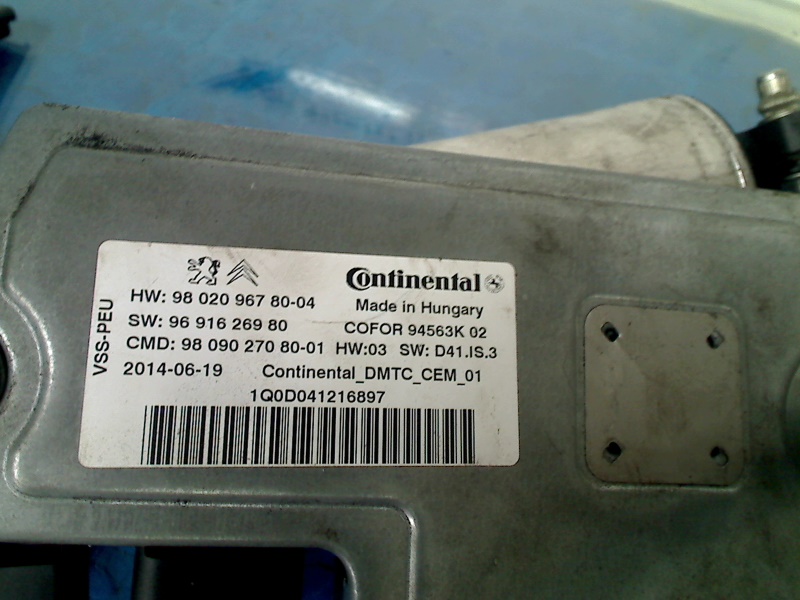 Continental
HW: 98 020 967 80-04
Made in Hungary
SW: 96 916 269 80
COFOR 94563K 02
CMD: 98 090 270 80-01 HW:03 SW: D41.IS.3
2014-06-19 Continental_DMTC_CEM_01
1Q0D041216897
VSS-PEU